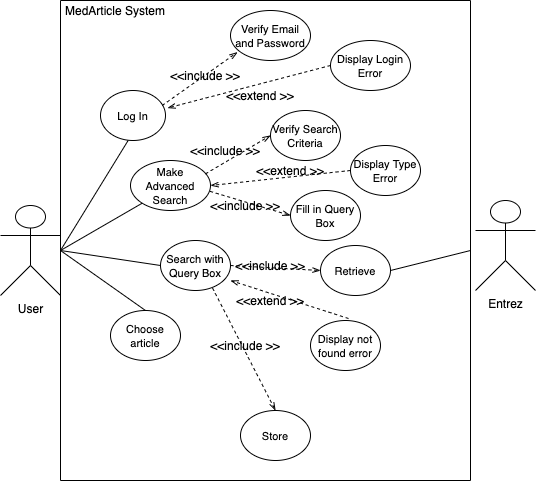 MedArticle System
Verify Email
and Password
Display Login
Error
<<include >>
<<extend >>
Log In
Verify Search
Criteria
<<include >>
Display Type
Error
<<extend >>
Make
Advanced
Search
<<include >>
Fill in Query
Box
Search with
Query Box
<<include >>
Retrieve
<<extend >>
User
Entrez
Choose
article
Display not
found error
<<include >>
Store